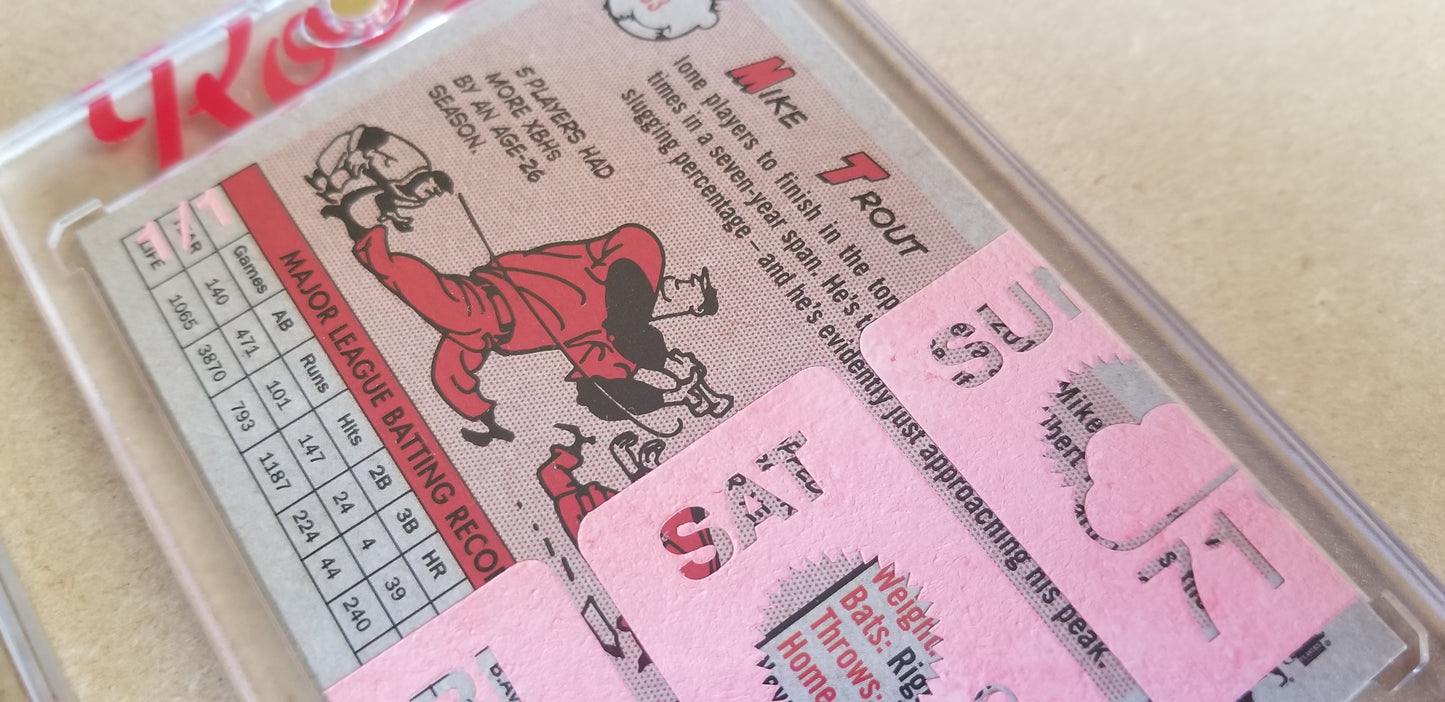 MIKE TROUT
lone players to finish in the top
times in a seven-year span. He's
slugging percentage—and he's evidently just approaching his peak.
5 PLAYERS HAD
MORE XBHs
BY AN AGE-26
SEASON.
MAJOR LEAGUE BATTING RECO
Games AB Runs Hits 2B 3B HR
140 471 101 147 24 4 39
LIFE 1065 3870 793 1187 224 44 240
1/1
SUN
Mike
SAT
Weigh
Bats: Rig
Throws:
Home
B.AV